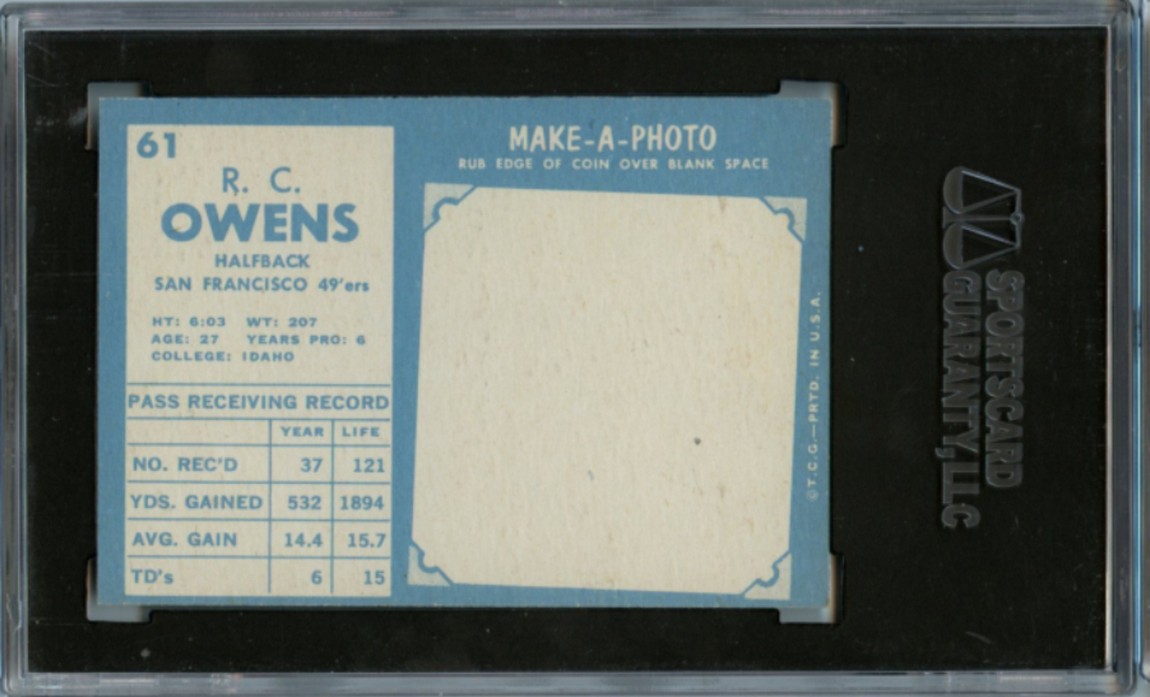 61
R. C.
OWENS
HALFBACK
SAN FRANCISCO 49'ers
HT: 6:03 WT: 207
AGE: 27 YEARS PRO: 6
COLLEGE: IDAHO
PASS RECEIVING RECORD
YEAR LIFE
NO. REC'D 37 121
YDS. GAINED 532 1894
AVG. GAIN 14.4 15.7
TD's 6 15
MAKE-A-PHOTO
RUB EDGE OF COIN OVER BLANK SPACE
©T.C.G.—PRTD. IN U.S.A.
SPORTSCARD
GUARANTY, LLC